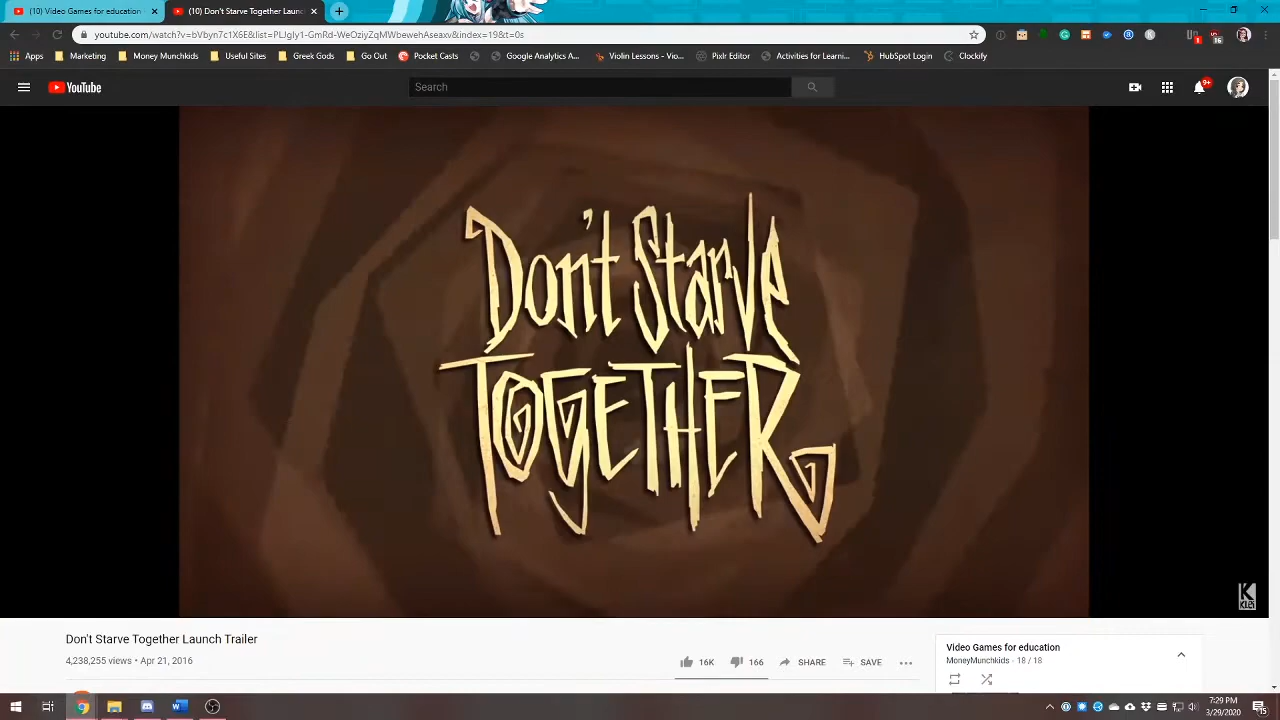 (10) Video Games for education
(10) Don't Starve Together Launc
youtube.com/watch?v=bVbyn7c1X6E&list=PL!gIy1-GmRd-WeOziyZqMWbewehAseaxv&index=19&t=0s
Apps
Marketing
Money Munchkids
Useful Sites
Greek Gods
Go Out
Pocket Casts
Google Analytics A...
Violin Lessons - Vio...
Pixlr Editor
Activities for Learni...
HubSpot Login
Clockify
YouTube
Search
9+
Don't Starve
TOGETHER
KLEI
Don't Starve Together Launch Trailer
4,238,255 views • Apr 21, 2016
16K
166
SHARE
SAVE
Video Games for education
MoneyMunchkids - 18 / 18
7:29 PM
3/29/2020